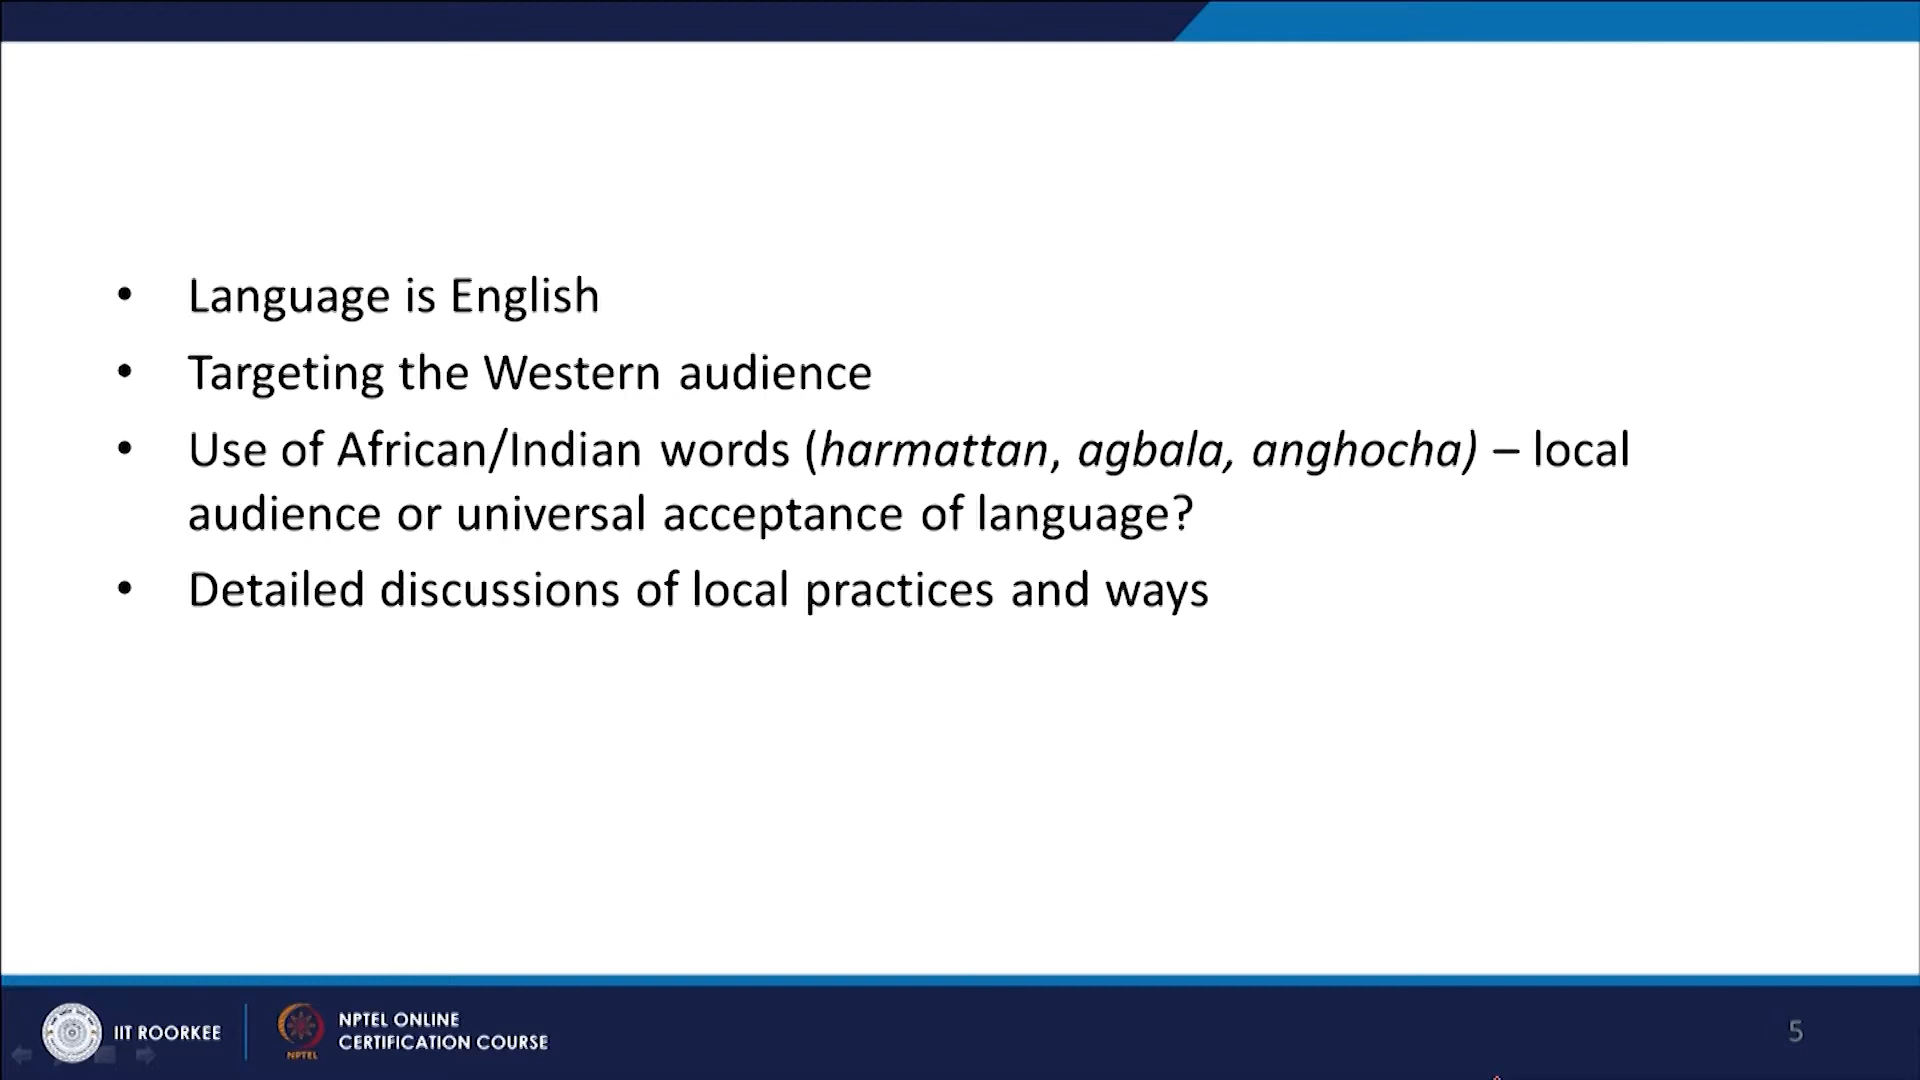 • Language is English
• Targeting the Western audience
• Use of African/Indian words (harmattan, agbala, anghocha) – local
audience or universal acceptance of language?
• Detailed discussions of local practices and ways
IIT ROORKEE
NPTEL
NPTEL ONLINE
CERTIFICATION COURSE
5